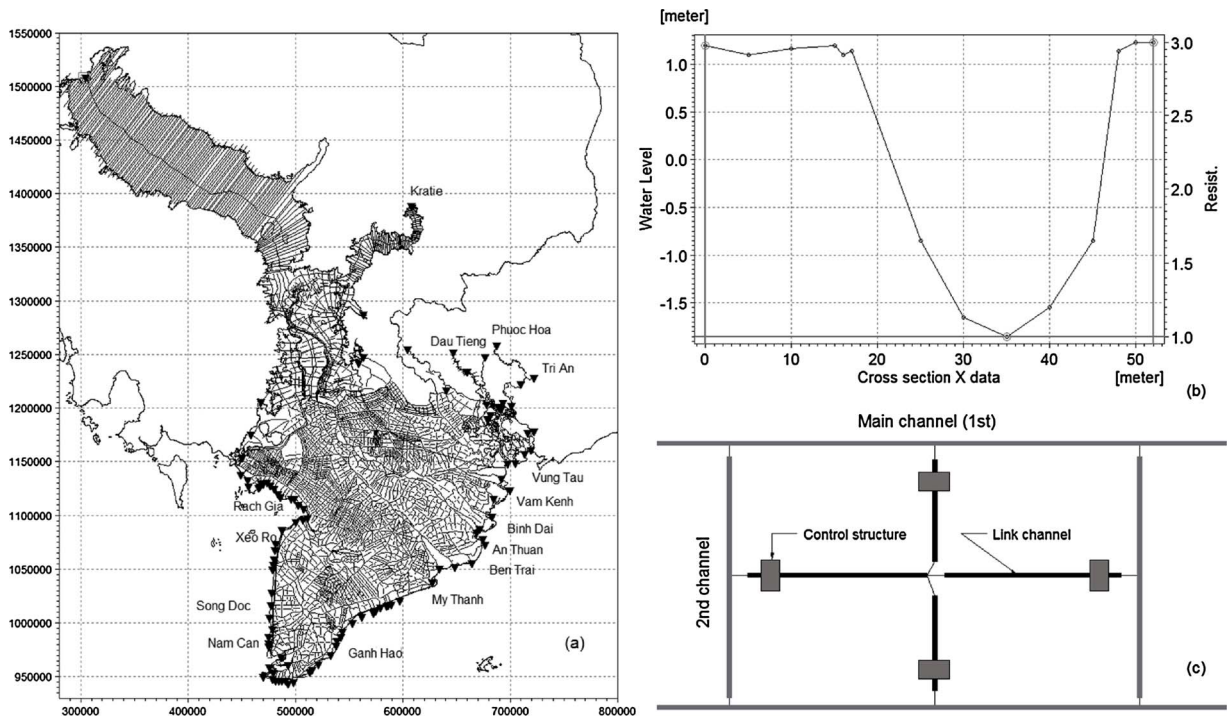 1550000
1500000
1450000
1400000
1350000
1300000
1250000
1200000
1150000
1100000
1050000
1000000
950000
300000 400000 500000 600000 700000 800000
Kratie
Phuoc Hoa
Dau Tieng
Tri An
Vung Tau
Rach Gia
Vam Kenh
Xeo Ro
Binh Dai
An Thuan
Ben Trai
My Thanh
Song Doc
Nam Can
Ganh Hao
(a)
[meter]
Water Level
1.0
0.5
0.0
-0.5
-1.0
-1.5
3.0
2.5
2.0
1.5
1.0
Resist.
0 10 20 30 40 50
Cross section X data [meter]
(b)
Main channel (1st)
2nd channel
Control structure
Link channel
(c)